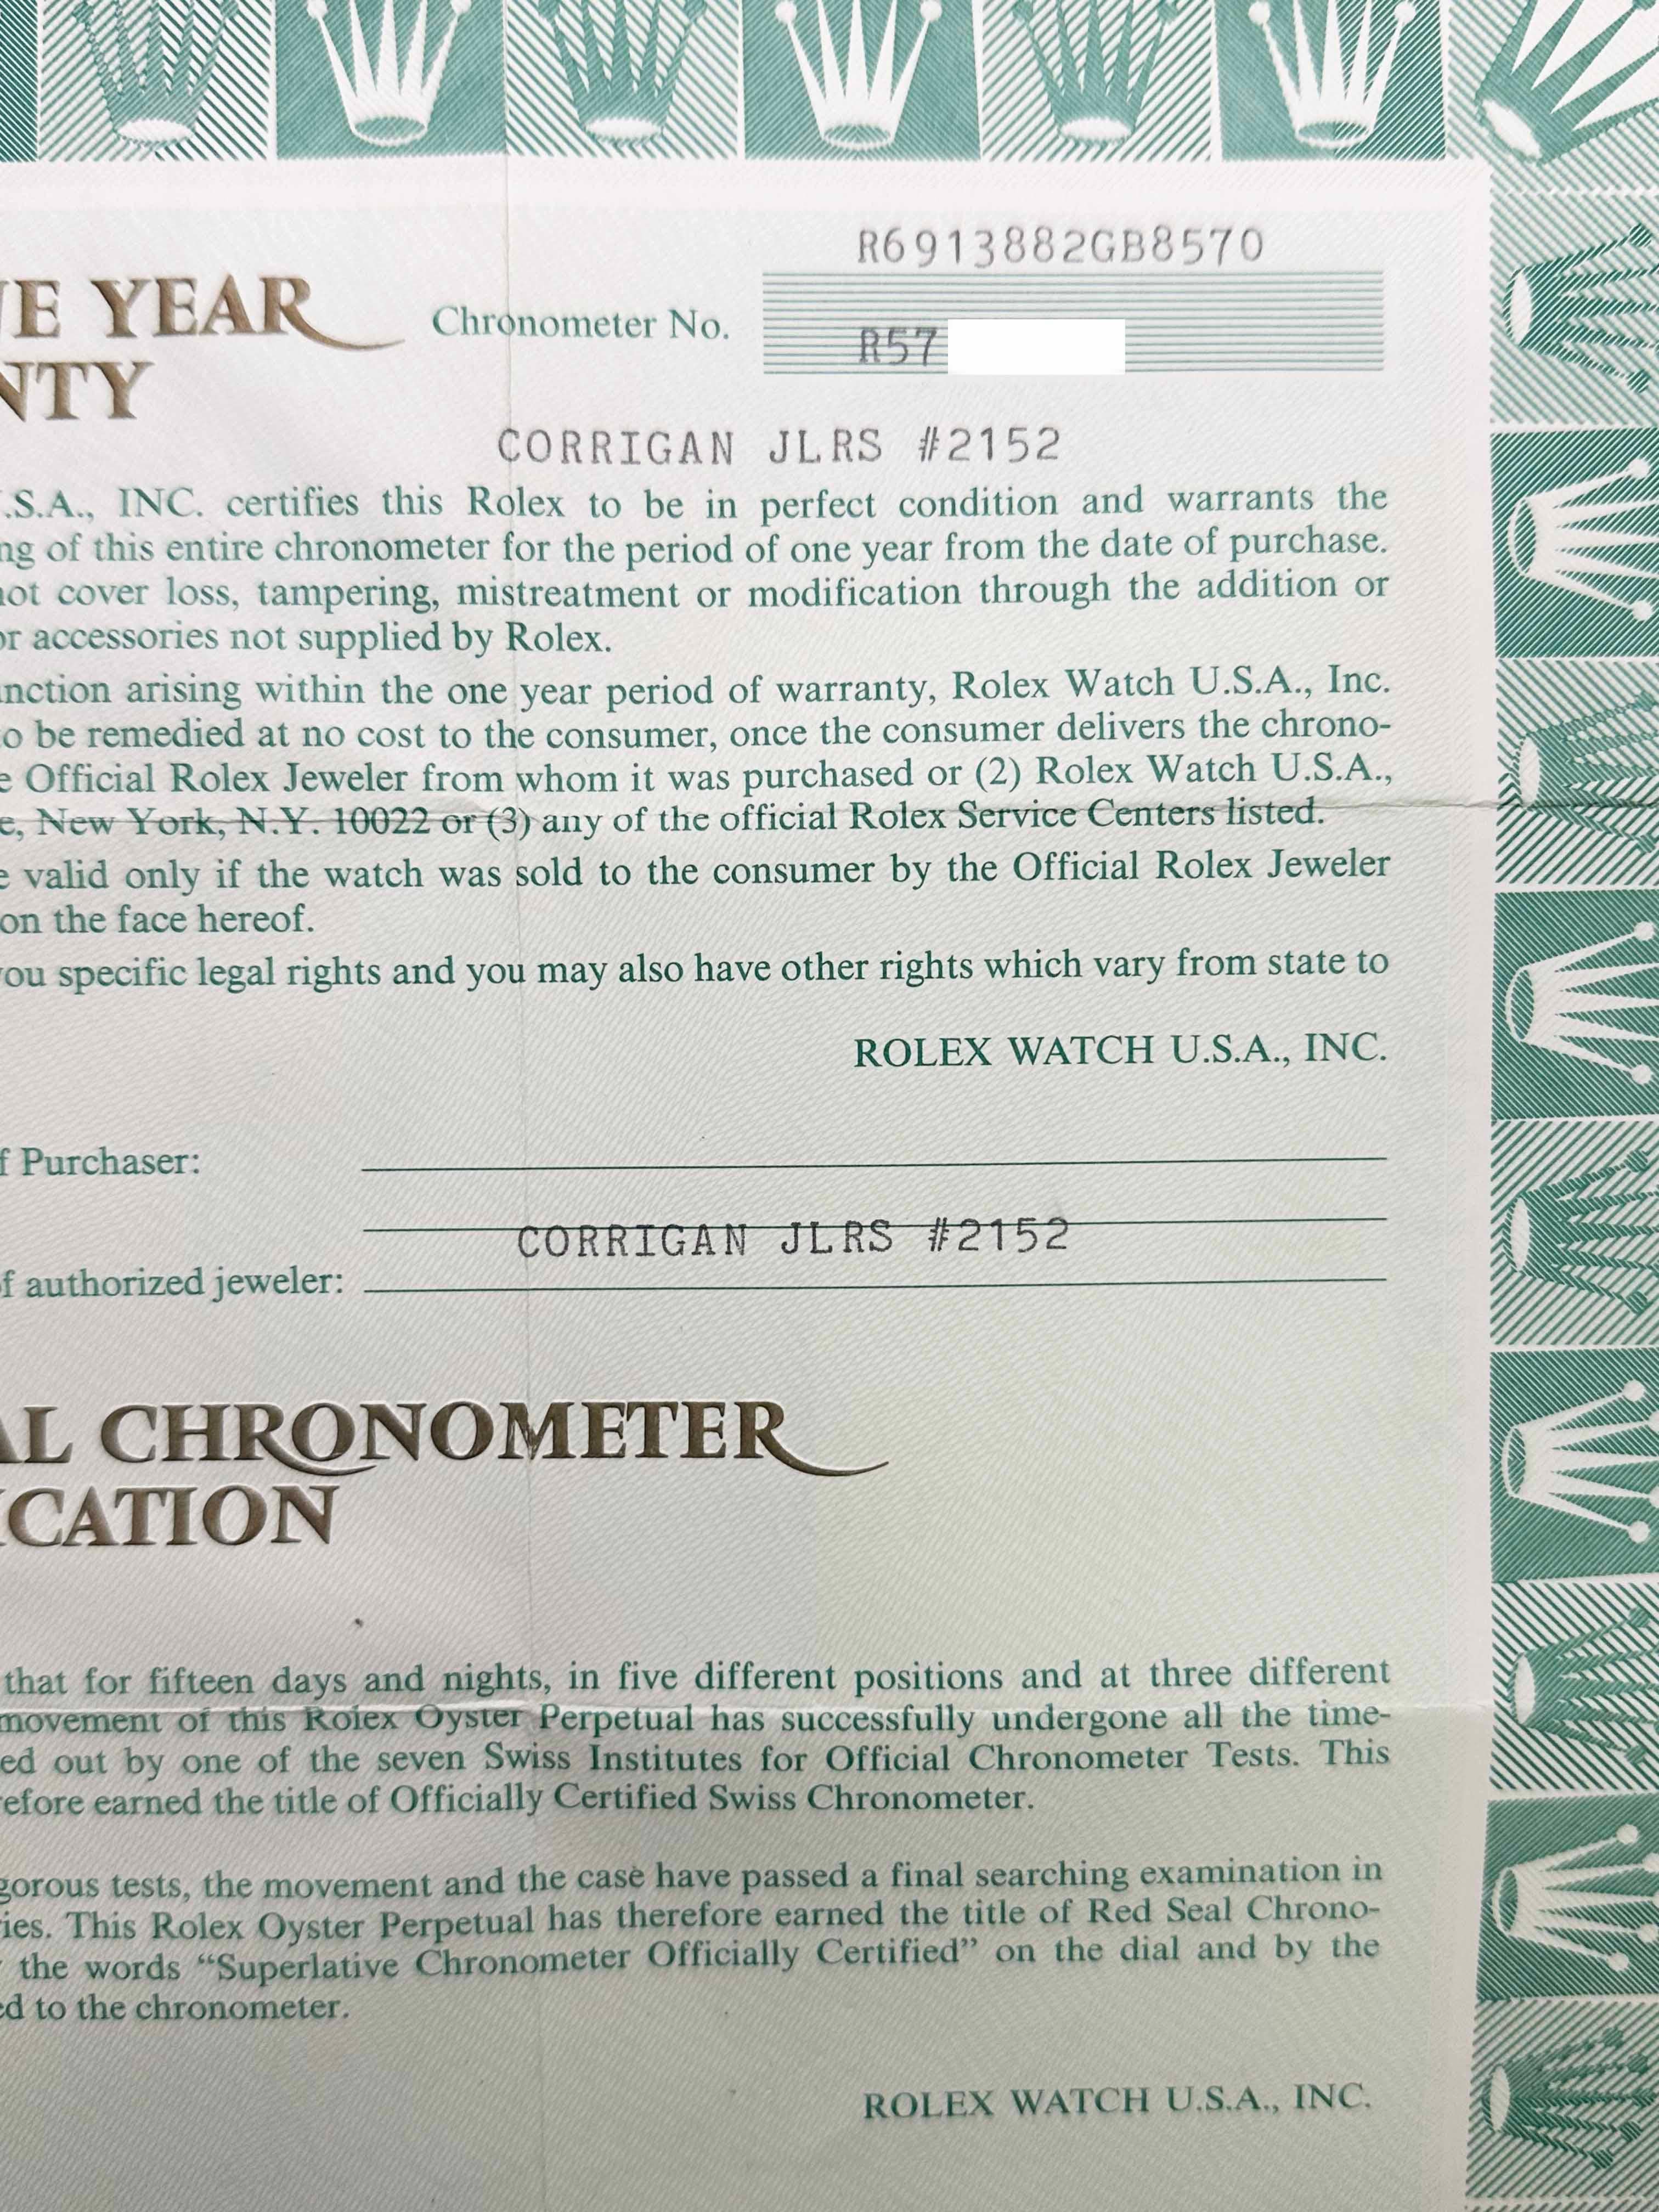 R6913882GB8570
NE YEAR
Chronometer No.
R57
NTY
CORRIGAN JLRS #2152
.S.A., INC. certifies this Rolex to be in perfect condition and warrants the
ng of this entire chronometer for the period of one year from the date of purchase.
not cover loss, tampering, mistreatment or modification through the addition or
or accessories not supplied by Rolex.
nction arising within the one year period of warranty, Rolex Watch U.S.A., Inc.
o be remedied at no cost to the consumer, once the consumer delivers the chrono-
e Official Rolex Jeweler from whom it was purchased or (2) Rolex Watch U.S.A.,
e, New York, N.Y. 10022 or (3) any of the official Rolex Service Centers listed.
e valid only if the watch was sold to the consumer by the Official Rolex Jeweler
on the face hereof.
you specific legal rights and you may also have other rights which vary from state to
ROLEX WATCH U.S.A., INC.
f Purchaser:
CORRIGAN JLRS #2152
of authorized jeweler:
AL CHRONOMETER
ICATION
that for fifteen days and nights, in five different positions and at three different
movement of this Rolex Oyster Perpetual has successfully undergone all the time-
ed out by one of the seven Swiss Institutes for Official Chronometer Tests. This
refore earned the title of Officially Certified Swiss Chronometer.
gorous tests, the movement and the case have passed a final searching examination in
ies. This Rolex Oyster Perpetual has therefore earned the title of Red Seal Chrono-
the words “Superlative Chronometer Officially Certified” on the dial and by the
ed to the chronometer.
ROLEX WATCH U.S.A., INC.